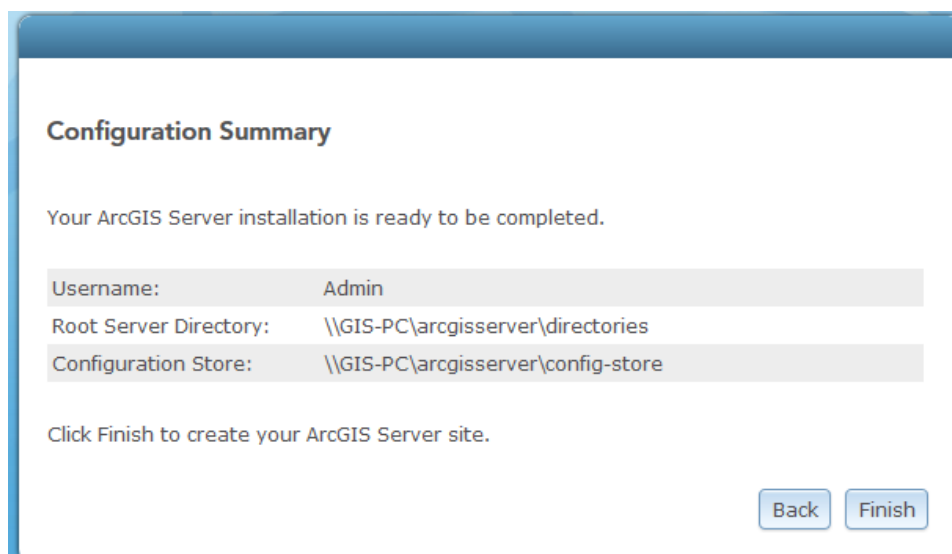 Configuration Summary
Your ArcGIS Server installation is ready to be completed.
Username: Admin
Root Server Directory: \\GIS-PC\arcgisserver\directories
Configuration Store: \\GIS-PC\arcgisserver\config-store
Click Finish to create your ArcGIS Server site.
Back Finish